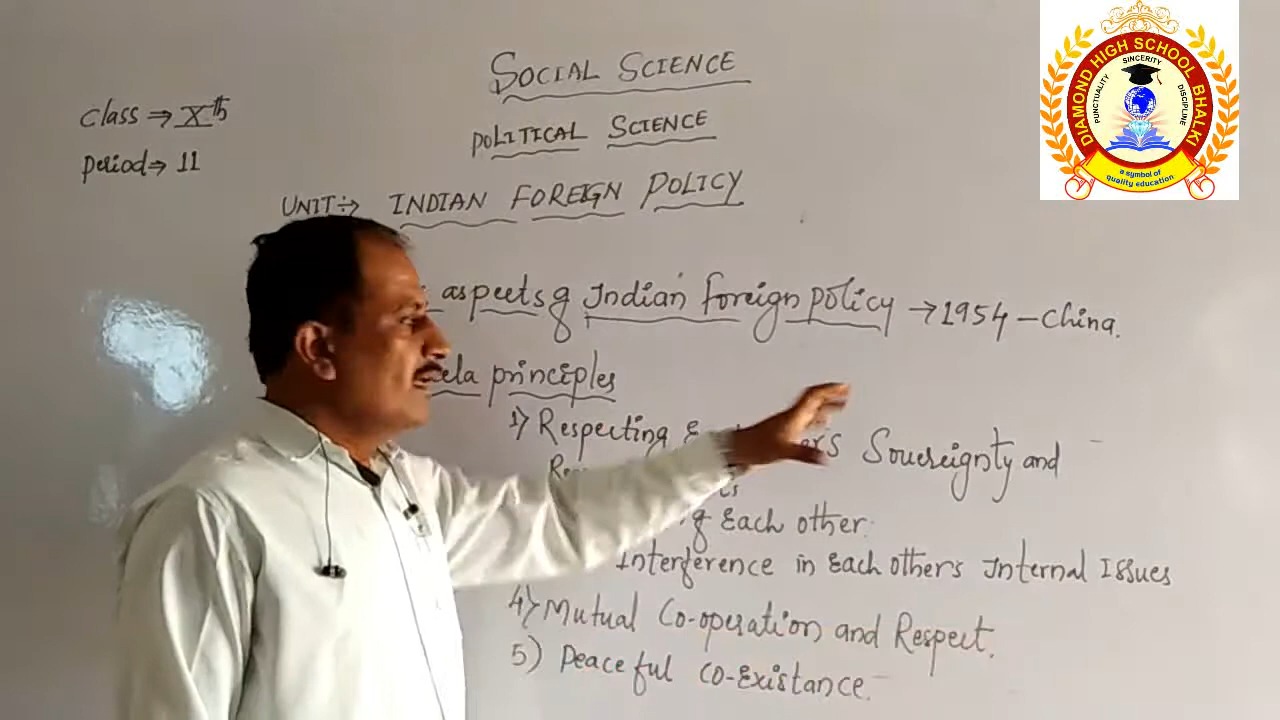 SOCIAL SCIENCE
Class ⇒ Xth
POLITICAL SCIENCE
Period ⇒ 11
UNIT ÷> INDIAN FOREIGN POLICY
aspects of Indian foreign policy → 1954 - China.
principles
1) Respecting Sovereignty and
of Each other.
Interference in Each others Internal Issues
4) Mutual Co-operation and Respect.
5) Peaceful Co-Existance.
DIAMOND HIGH SCHOOL BHALKI
PUNCTUALITY
SINCERITY
DISCIPLINE
a symbol of
quality education